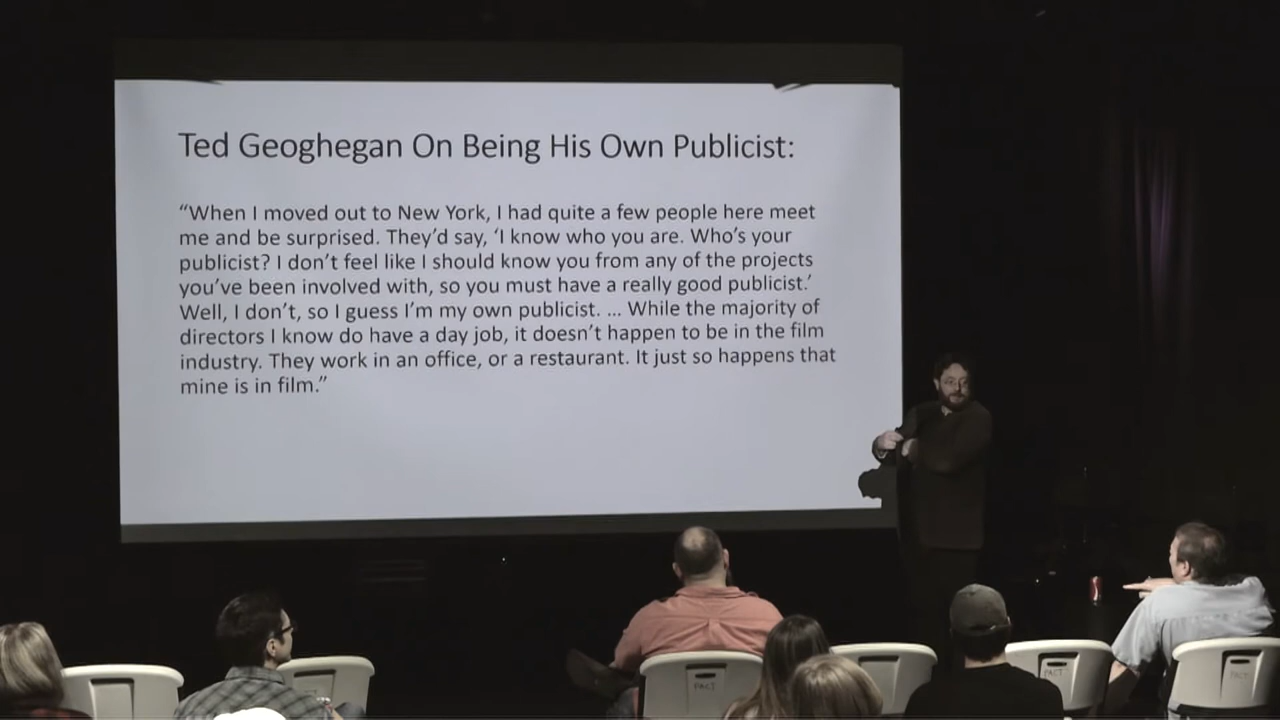 Ted Geoghegan On Being His Own Publicist:
“When I moved out to New York, I had quite a few people here meet
me and be surprised. They’d say, ‘I know who you are. Who’s your
publicist? I don’t feel like I should know you from any of the projects
you’ve been involved with, so you must have a really good publicist.’
Well, I don’t, so I guess I’m my own publicist. ... While the majority of
directors I know do have a day job, it doesn’t happen to be in the film
industry. They work in an office, or a restaurant. It just so happens that
mine is in film.”
PACT
PACT
PACT